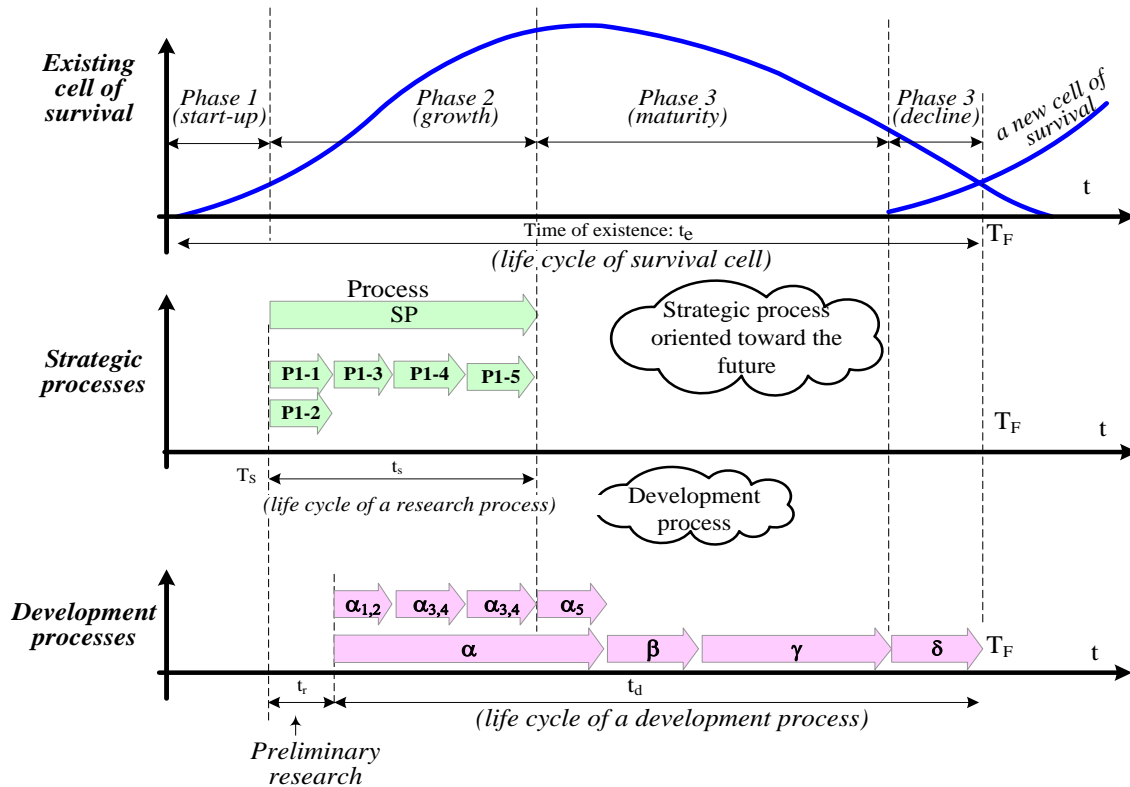 Existing
cell of
survival
Phase 1
(start-up)
Phase 2
(growth)
Phase 3
(maturity)
Phase 3
(decline)
a new cell of
survival
t
Time of existence: te
TF
(life cycle of survival cell)
Strategic
processes
Process
SP
P1-1
P1-3
P1-4
P1-5
P1-2
Strategic process
oriented toward the
future
TF
t
Ts
ts
(life cycle of a research process)
Development
process
Development
processes
α1,2
α3,4
α3,4
α5
α
β
γ
δ
TF
t
tr
td
(life cycle of a development process)
Preliminary
research